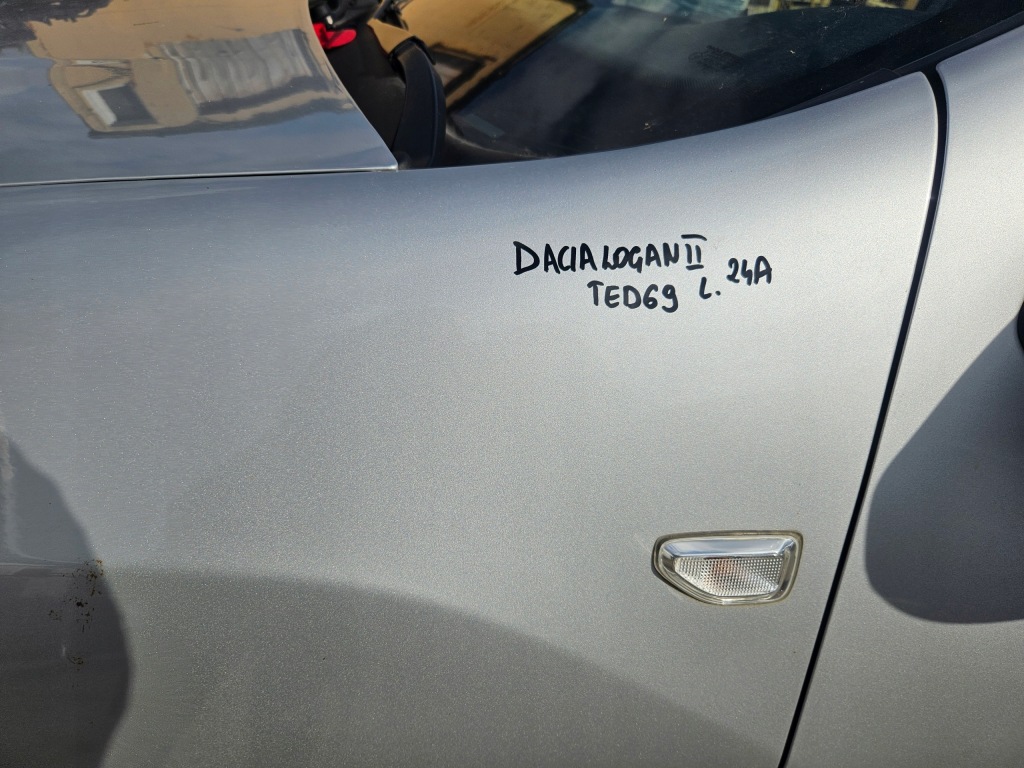 DACIA LOGAN II
TED69 L. 24A